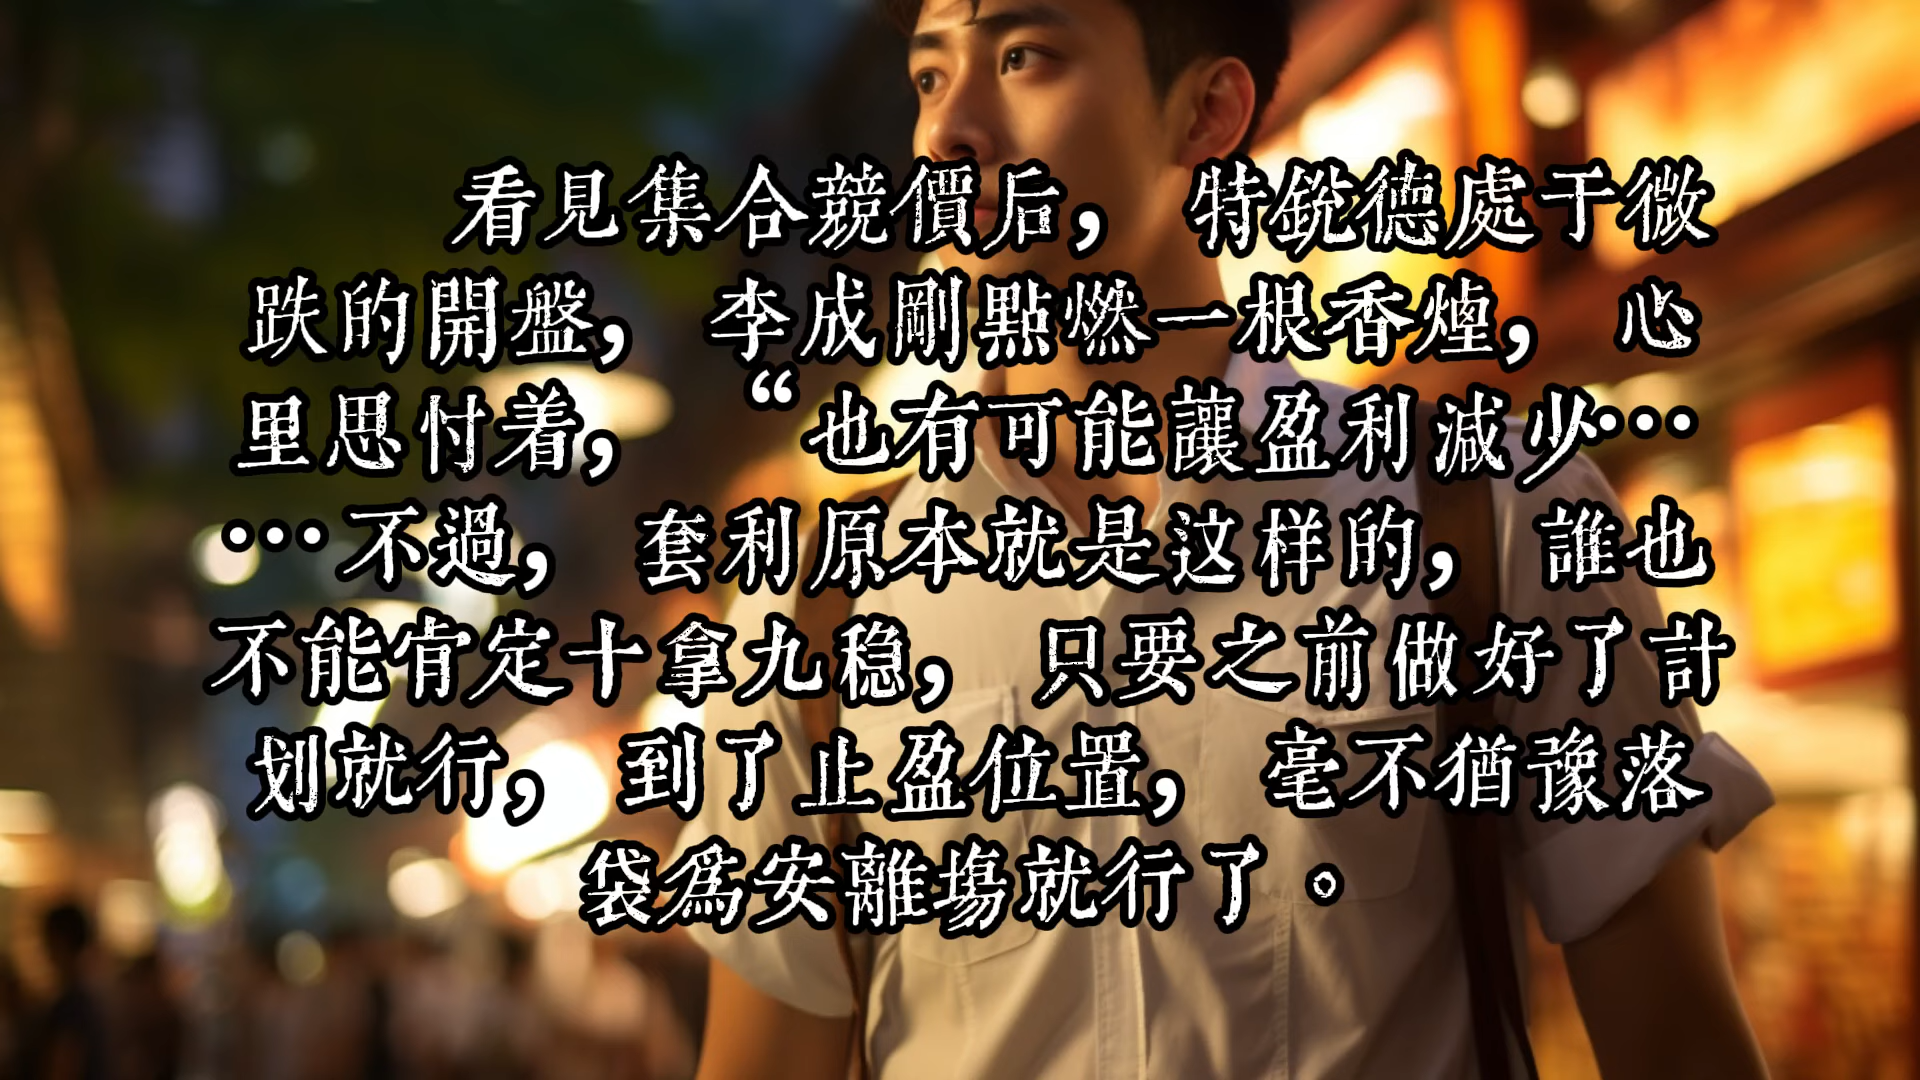 看見集合競價后，特銳德處于微
跌的開盤，李成剛點燃一根香煙，心
里思忖着，“也有可能讓盈利減少…
…不過，套利原本就是这样的，誰也
不能肯定十拿九稳，只要之前做好了計
划就行，到了止盈位置，毫不猶豫落
袋爲安離場就行了。